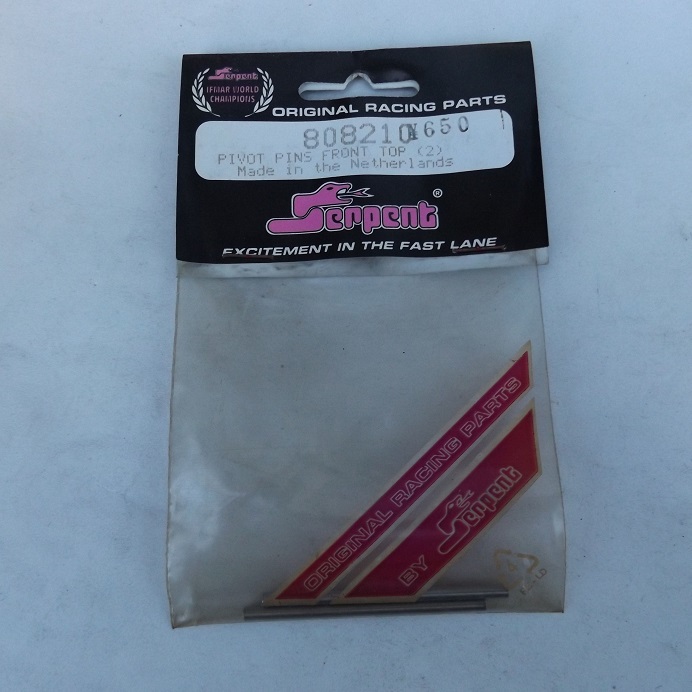 Serpent
IFMAR WORLD
CHAMPIONS
ORIGINAL RACING PARTS
808210
¥650
PIVOT PINS FRONT TOP (2)
Made in the Netherlands
Serpent ®
EXCITEMENT IN THE FAST LANE
ORIGINAL RACING PARTS
BY Serpent